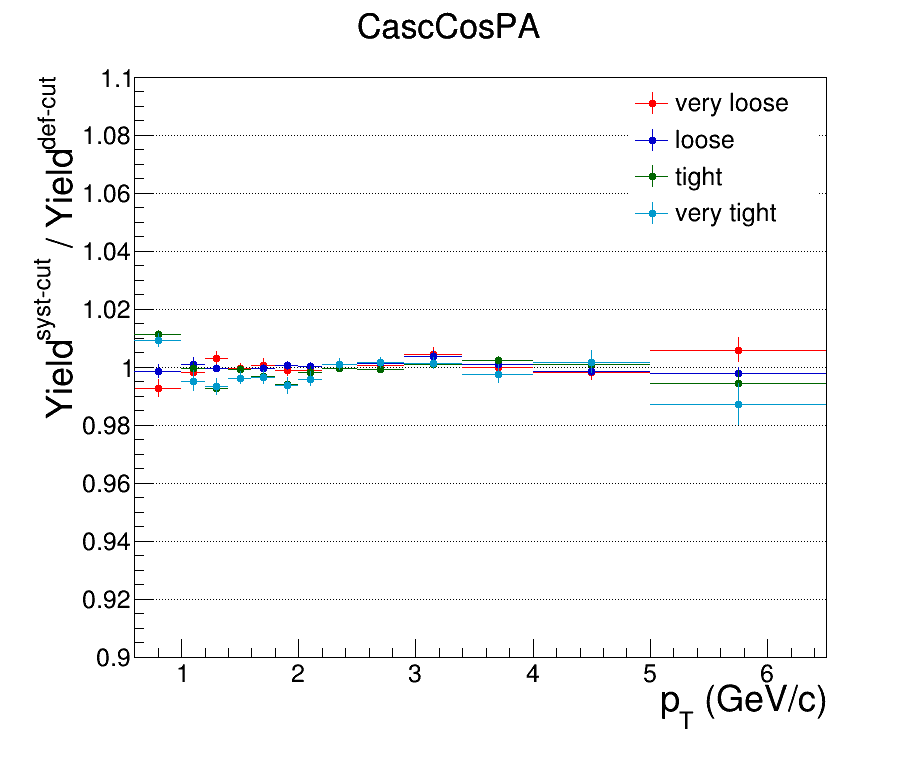 CascCosPA
Yield^syst-cut / Yield^def-cut
1.1
1.08
1.06
1.04
1.02
1
0.98
0.96
0.94
0.92
0.9
very loose
loose
tight
very tight
1 2 3 4 5 6
p_T (GeV/c)